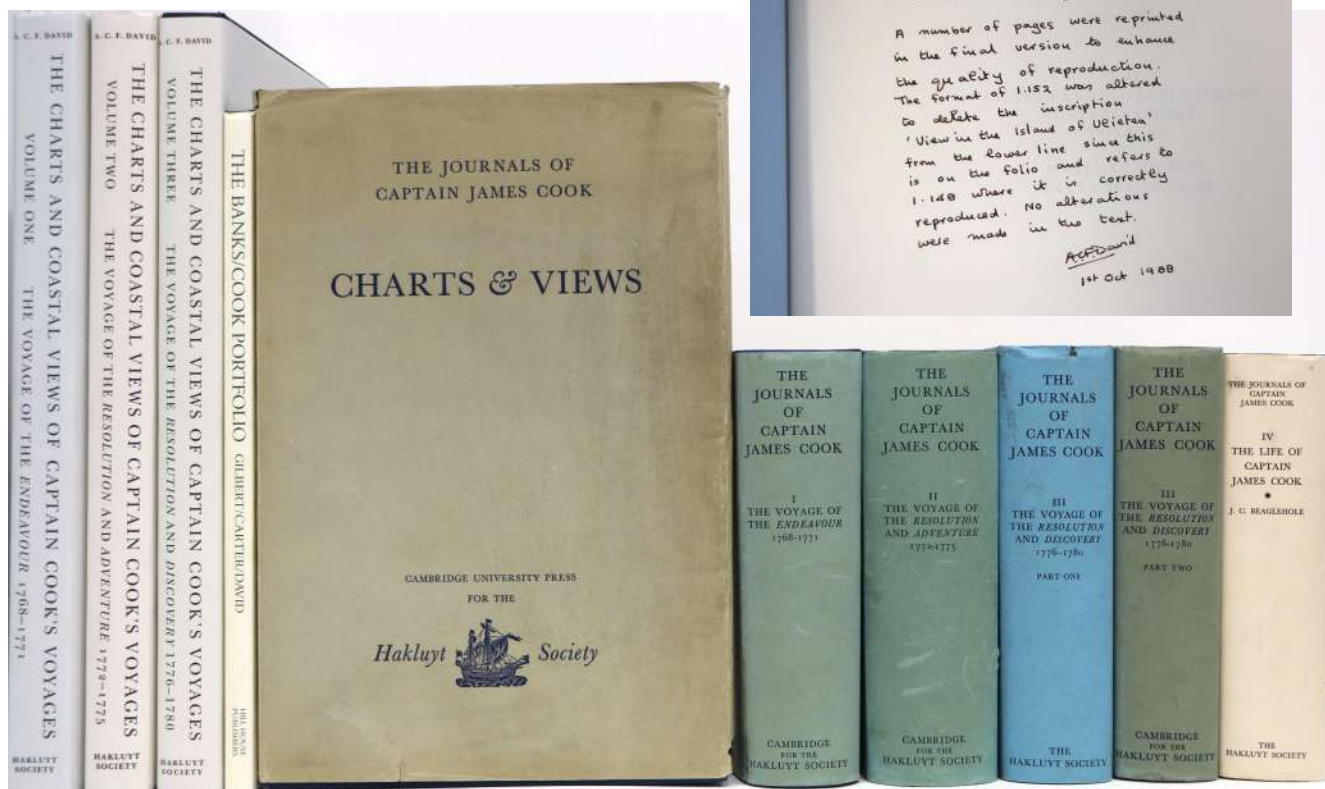 A. C. F. DAVID
THE CHARTS AND COASTAL VIEWS OF CAPTAIN COOK'S VOYAGES
VOLUME ONE THE VOYAGE OF THE ENDEAVOUR 1768–1771
HAKLUYT
SOCIETY
A. C. F. DAVID
THE CHARTS AND COASTAL VIEWS OF CAPTAIN COOK'S VOYAGES
VOLUME TWO THE VOYAGE OF THE RESOLUTION AND ADVENTURE 1772–1775
HAKLUYT
SOCIETY
A. C. F. DAVID
THE CHARTS AND COASTAL VIEWS OF CAPTAIN COOK'S VOYAGES
VOLUME THREE THE VOYAGE OF THE RESOLUTION AND DISCOVERY 1776–1780
HAKLUYT
SOCIETY
THE BANKS/COOK PORTFOLIO GILBERT/CARTER/DAVID
HILL HOUSE
PUBLISHERS
THE JOURNALS OF
CAPTAIN JAMES COOK
CHARTS & VIEWS
CAMBRIDGE UNIVERSITY PRESS
FOR THE
Hakluyt Society
A number of pages were reprinted
in the final version to enhance
the quality of reproduction.
The format of 1.152 was altered
to delete the inscription
'View in the Island of Ulietea'
from the lower line since this
is on the folio and refers to
1.148 where it is correctly
reproduced. No alterations
were made in the text.
A.C.F. David
1st Oct 1988
THE
JOURNALS
OF
CAPTAIN
JAMES COOK
I
THE VOYAGE OF
THE ENDEAVOUR
1768-1771
CAMBRIDGE
FOR THE
HAKLUYT SOCIETY
THE
JOURNALS
OF
CAPTAIN
JAMES COOK
II
THE VOYAGE OF
THE RESOLUTION
AND ADVENTURE
1772-1775
CAMBRIDGE
FOR THE
HAKLUYT SOCIETY
THE
JOURNALS
OF
CAPTAIN
JAMES COOK
III
THE VOYAGE OF
THE RESOLUTION
AND DISCOVERY
1776-1780
PART ONE
THE
HAKLUYT SOCIETY
THE
JOURNALS
OF
CAPTAIN
JAMES COOK
III
THE VOYAGE OF
THE RESOLUTION
AND DISCOVERY
1776-1780
PART TWO
CAMBRIDGE
FOR THE
HAKLUYT SOCIETY
THE JOURNALS OF
CAPTAIN
JAMES COOK
IV
THE LIFE OF
CAPTAIN
JAMES COOK
J. C. BEAGLEHOLE
THE
HAKLUYT SOCIETY